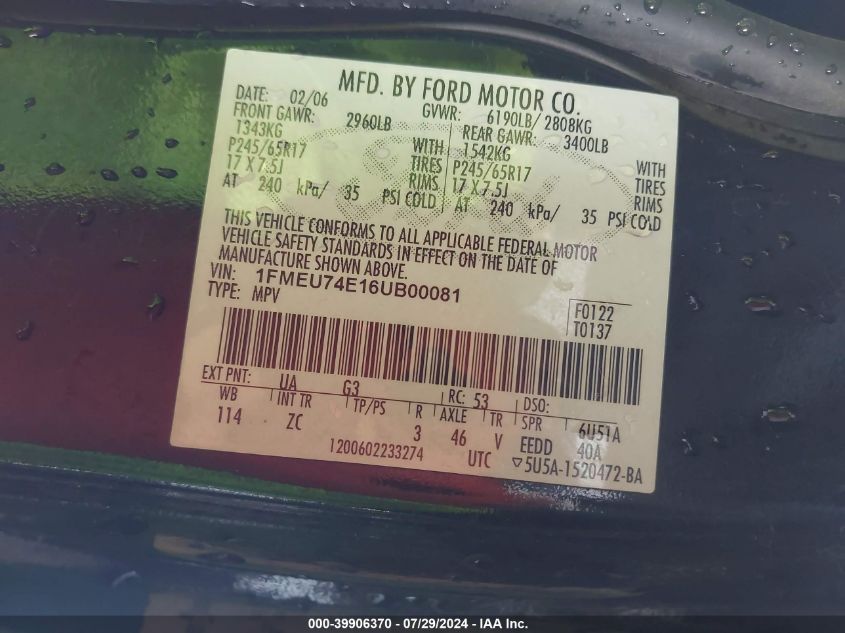 MFD. BY FORD MOTOR CO.
DATE: 02/06 GVWR: 6190LB/ 2808KG
FRONT GAWR: 2960LB REAR GAWR: 3400LB
1343KG WITH 1542KG WITH
P245/65R17 TIRES P245/65R17 TIRES
17 X 7.5J RIMS 17 X 7.5J RIMS
AT 240 kPa/ 35 PSI COLD AT 240 kPa/ 35 PSI COLD
THIS VEHICLE CONFORMS TO ALL APPLICABLE FEDERAL MOTOR
VEHICLE SAFETY STANDARDS IN EFFECT ON THE DATE OF
MANUFACTURE SHOWN ABOVE.
VIN: 1FMEU74E16UB00081
TYPE: MPV
F0122
T0137
EXT PNT: UA G3 RC: 53 DSO:
WB INT TR TP/PS R AXLE TR SPR 6U51A
114 ZC 3 46 V EEDD 40A
1200602233274 UTC ▽5U5A-1520472-BA
000-39906370 / 07/29/2024 - IAA Inc.